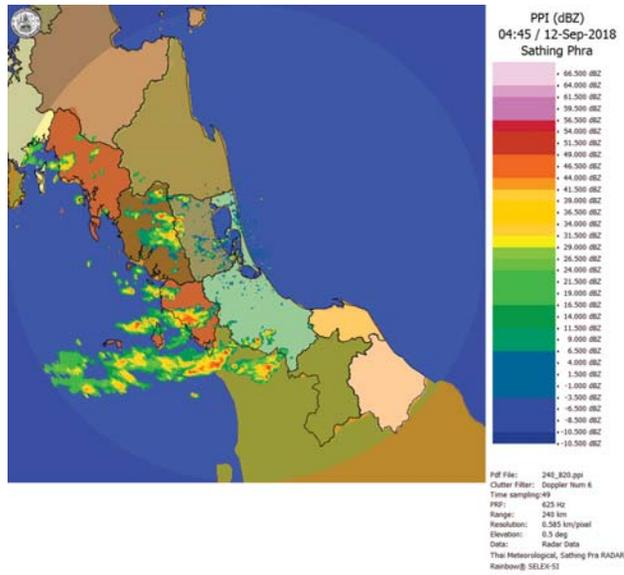 PPI (dBZ)
04:45 / 12-Sep-2018
Sathing Phra
66.500 dBZ
64.000 dBZ
61.500 dBZ
59.500 dBZ
56.500 dBZ
54.000 dBZ
51.500 dBZ
49.000 dBZ
46.500 dBZ
44.000 dBZ
41.500 dBZ
39.000 dBZ
36.500 dBZ
34.000 dBZ
31.500 dBZ
29.000 dBZ
26.500 dBZ
24.000 dBZ
21.500 dBZ
19.000 dBZ
16.500 dBZ
14.000 dBZ
11.500 dBZ
9.000 dBZ
6.500 dBZ
4.000 dBZ
1.500 dBZ
-1.000 dBZ
-3.500 dBZ
-6.500 dBZ
-8.500 dBZ
-10.500 dBZ
-10.500 dBZ
Pdf File: 240_820.ppi
Clutter Filter: Doppler Num 6
Time sampling:49
PRF: 625 Hz
Range: 240 km
Resolution: 0.585 km/pixel
Elevation: 0.5 deg
Data: Radar Data
Thai Meteorological, Sathing Pra RADAR
Rainbow® SELEX-SI